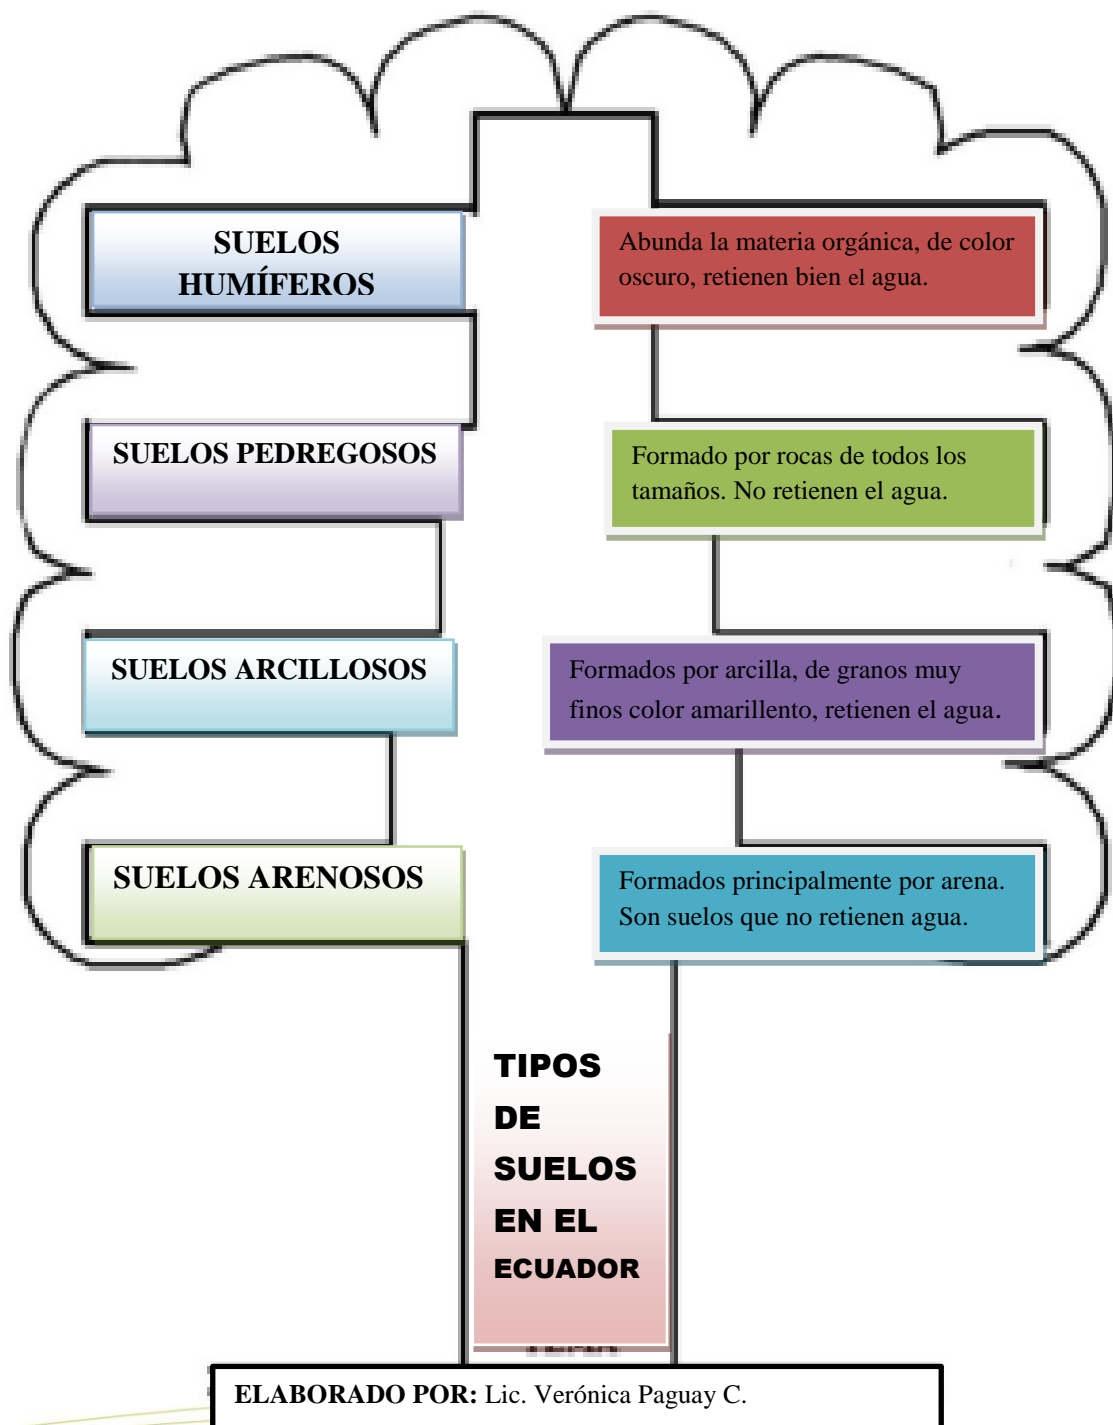 SUELOS
HUMÍFEROS
Abunda la materia orgánica, de color
oscuro, retienen bien el agua.
SUELOS PEDREGOSOS
Formado por rocas de todos los
tamaños. No retienen el agua.
SUELOS ARCILLOSOS
Formados por arcilla, de granos muy
finos color amarillento, retienen el agua.
SUELOS ARENOSOS
Formados principalmente por arena.
Son suelos que no retienen agua.
TIPOS
DE
SUELOS
EN EL
ECUADOR
ELABORADO POR: Lic. Verónica Paguay C.